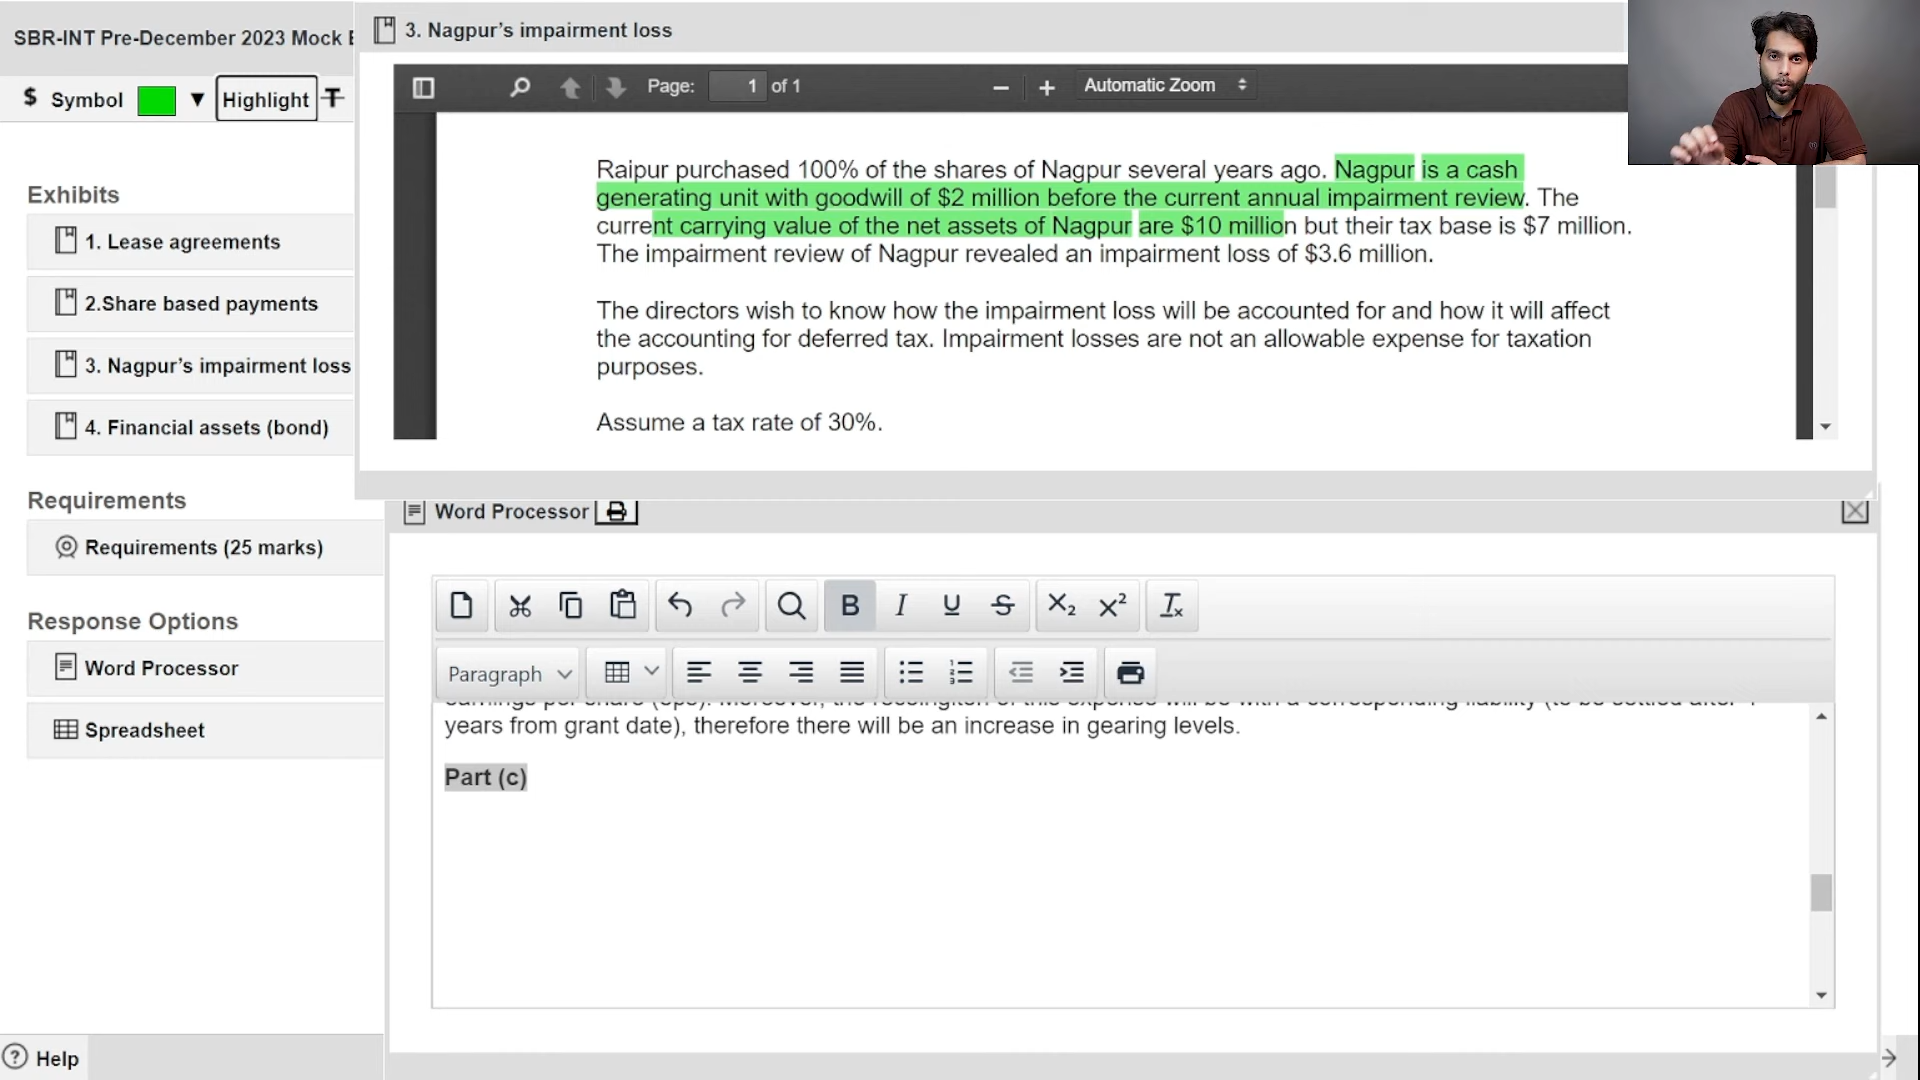 SBR-INT Pre-December 2023 Mock E
3. Nagpur's impairment loss
$ Symbol
Highlight
T
Page: 1 of 1
Automatic Zoom
Raipur purchased 100% of the shares of Nagpur several years ago. Nagpur is a cash
generating unit with goodwill of $2 million before the current annual impairment review. The
current carrying value of the net assets of Nagpur are $10 million but their tax base is $7 million.
The impairment review of Nagpur revealed an impairment loss of $3.6 million.
The directors wish to know how the impairment loss will be accounted for and how it will affect
the accounting for deferred tax. Impairment losses are not an allowable expense for taxation
purposes.
Assume a tax rate of 30%.
Exhibits
1. Lease agreements
2.Share based payments
3. Nagpur's impairment loss
4. Financial assets (bond)
Requirements
Requirements (25 marks)
Response Options
Word Processor
Spreadsheet
Word Processor
B I U S X₂ X² Tx
Paragraph
years from grant date), therefore there will be an increase in gearing levels.
Part (c)
? Help